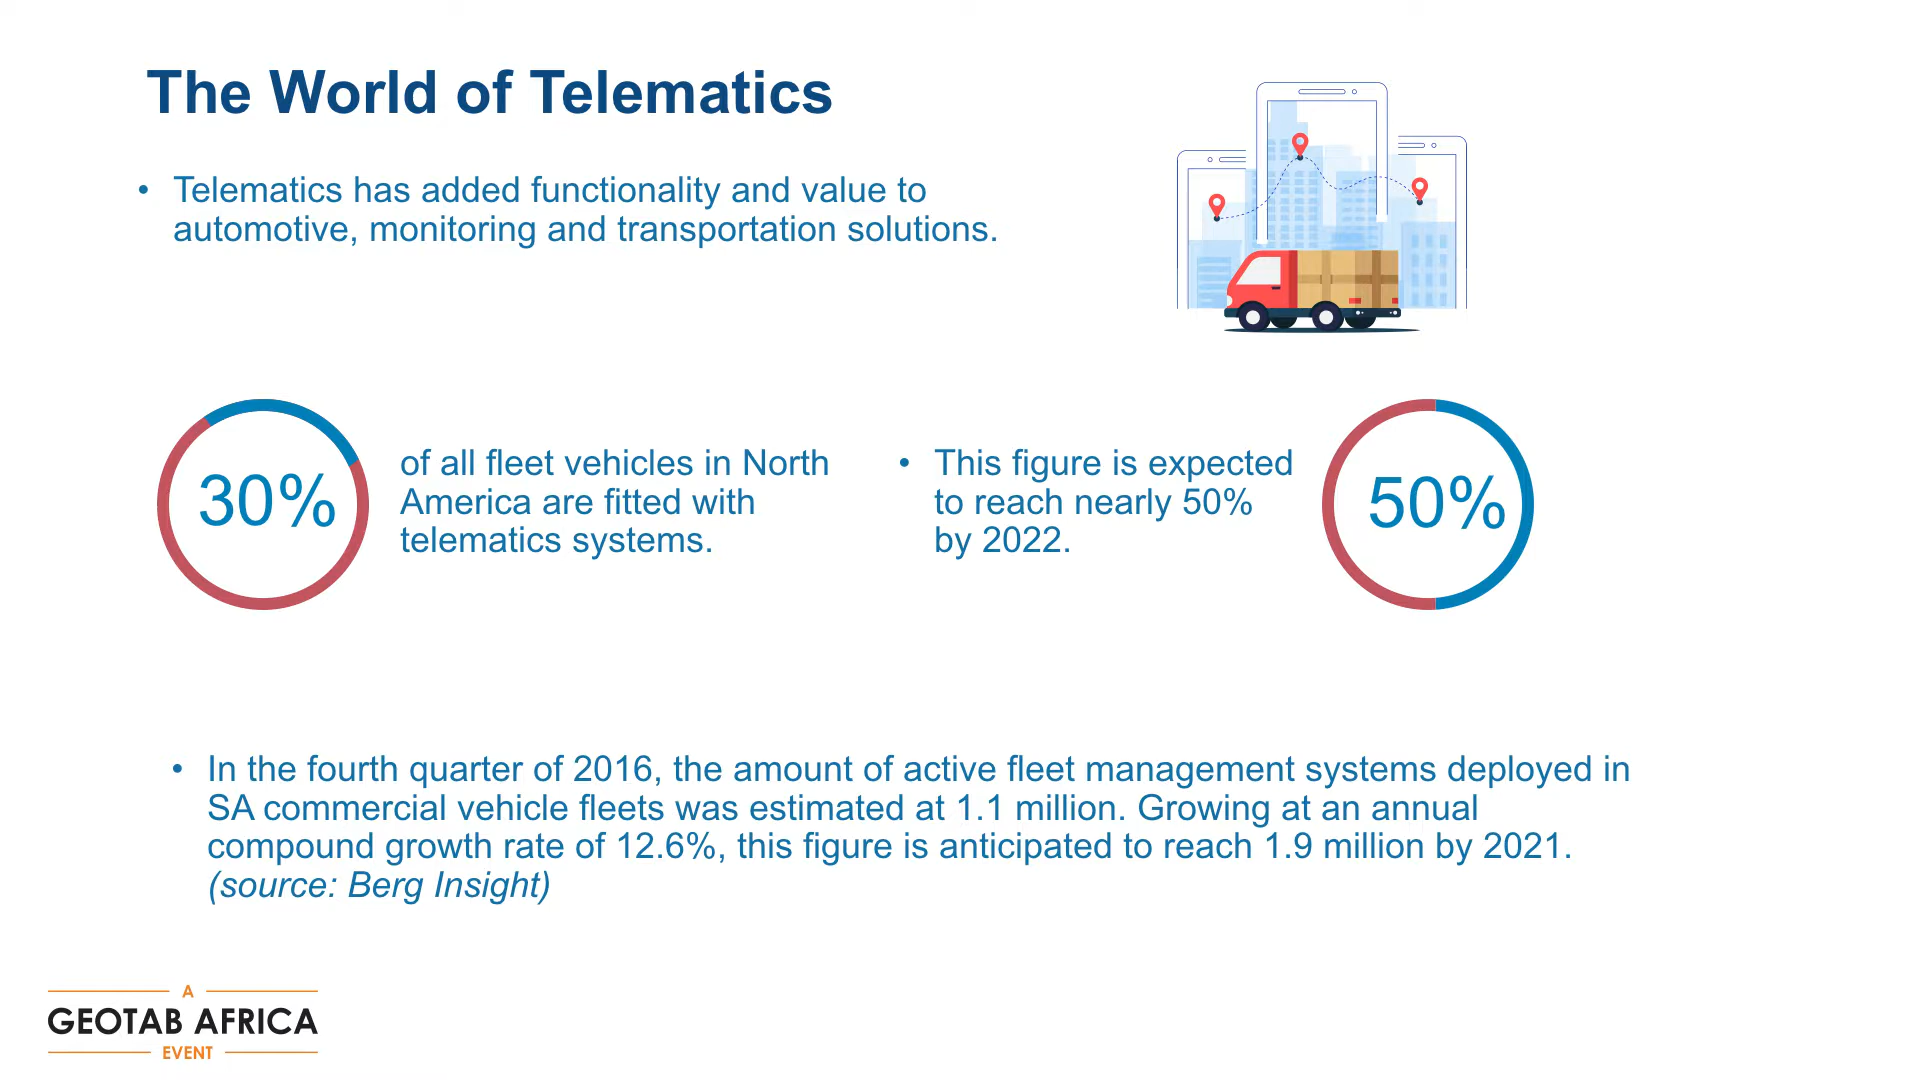 The World of Telematics
• Telematics has added functionality and value to
automotive, monitoring and transportation solutions.
30%
of all fleet vehicles in North
America are fitted with
telematics systems.
• This figure is expected
to reach nearly 50%
by 2022.
50%
• In the fourth quarter of 2016, the amount of active fleet management systems deployed in
SA commercial vehicle fleets was estimated at 1.1 million. Growing at an annual
compound growth rate of 12.6%, this figure is anticipated to reach 1.9 million by 2021.
(source: Berg Insight)
A
GEOTAB AFRICA
EVENT